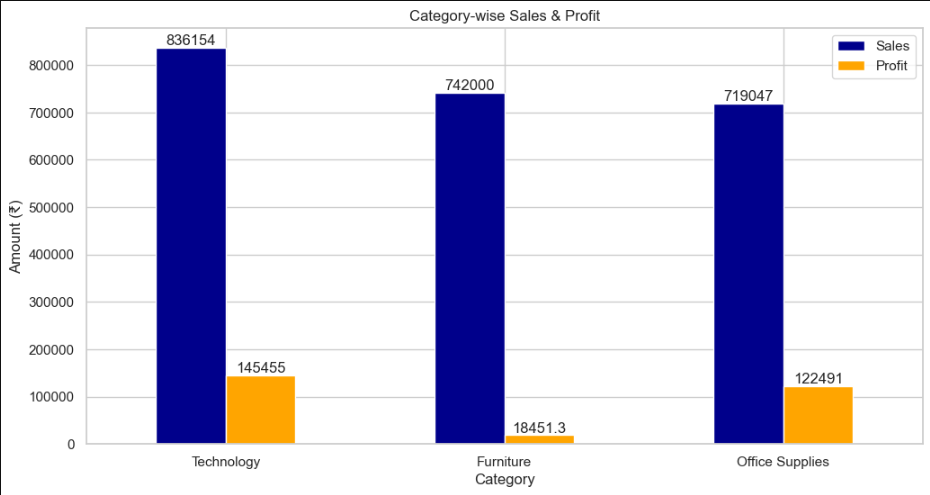 Category-wise Sales & Profit
836154
742000
719047
145455
18451.3
122491
Sales
Profit
Amount (₹)
800000
700000
600000
500000
400000
300000
200000
100000
0
Technology
Furniture
Office Supplies
Category